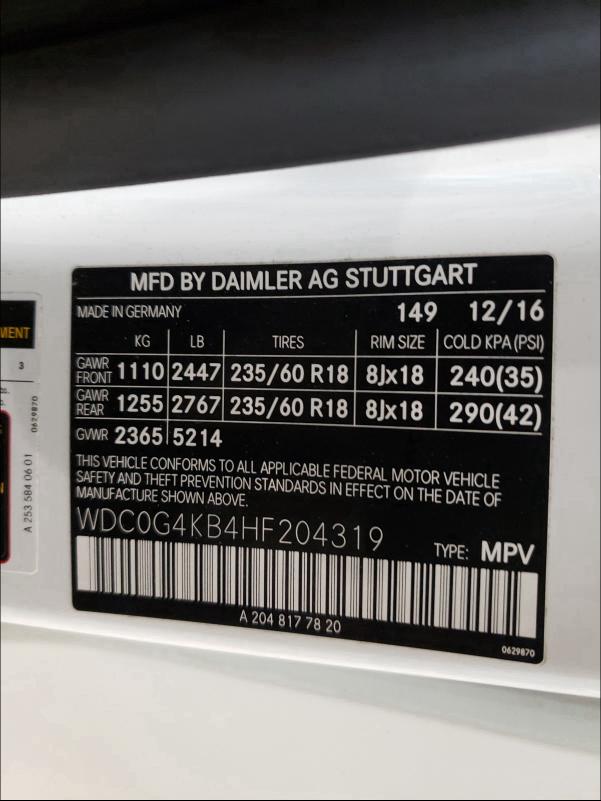 MFD BY DAIMLER AG STUTTGART
MADE IN GERMANY 149 12/16
KG LB TIRES RIM SIZE COLD KPA (PSI)
GAWR FRONT 1110 2447 235/60 R18 8Jx18 240(35)
GAWR REAR 1255 2767 235/60 R18 8Jx18 290(42)
GVWR 2365 5214
THIS VEHICLE CONFORMS TO ALL APPLICABLE FEDERAL MOTOR VEHICLE
SAFETY AND THEFT PREVENTION STANDARDS IN EFFECT ON THE DATE OF
MANUFACTURE SHOWN ABOVE.
WDC0G4KB4HF204319 TYPE: MPV
A 204 817 78 20
0629870
3
0629870
A 253 584 06 01